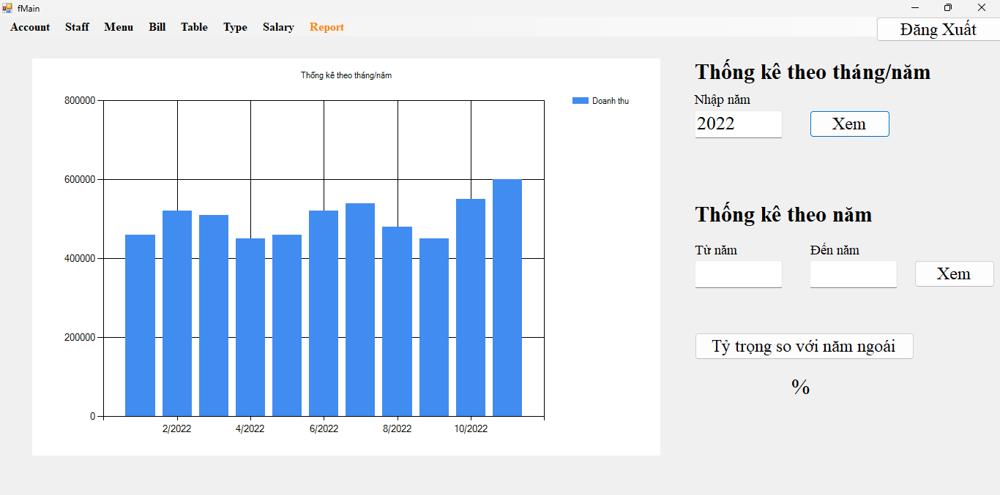 fMain
Account Staff Menu Bill Table Type Salary Report
Đăng Xuất
Thống kê theo tháng/năm
Doanh thu
800000
600000
400000
200000
0
2/2022 4/2022 6/2022 8/2022 10/2022
Thống kê theo tháng/năm
Nhập năm
2022 Xem
Thống kê theo năm
Từ năm Đến năm
Xem
Tỷ trọng so với năm ngoái
%